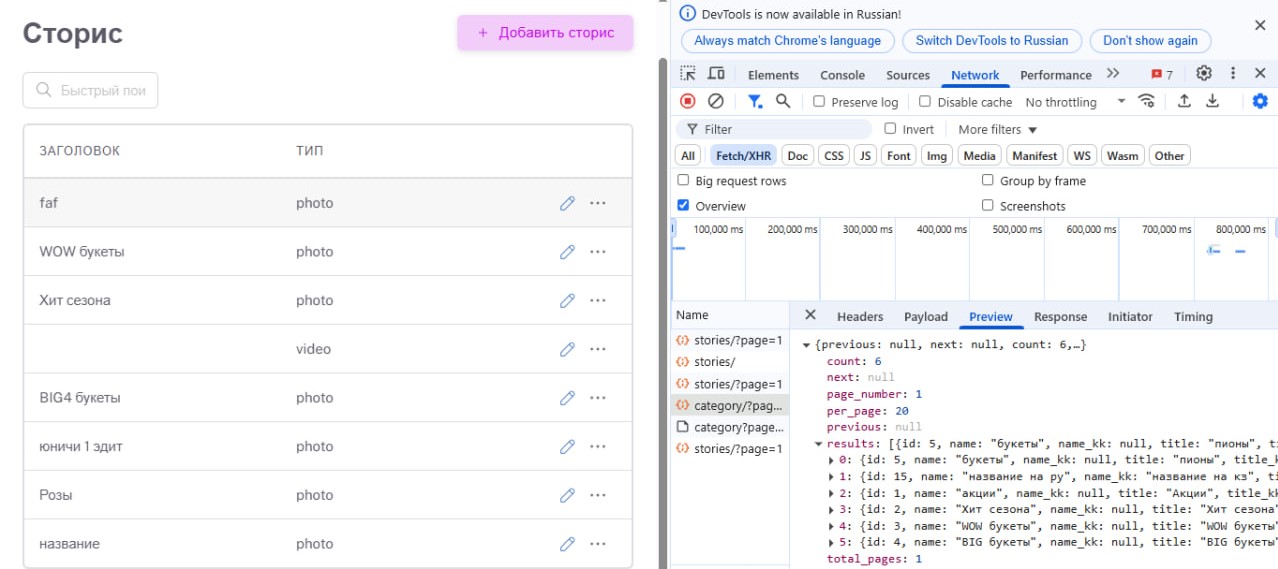 Сторис
+ Добавить сторис
Быстрый пои
ЗАГОЛОВОК ТИП
faf photo
WOW букеты photo
Хит сезона photo
video
BIG4 букеты photo
юничи 1 эдит photo
Розы photo
название photo
DevTools is now available in Russian!
Always match Chrome's language Switch DevTools to Russian Don't show again
Elements Console Sources Network Performance 7
Preserve log Disable cache No throttling
Filter Invert More filters
All Fetch/XHR Doc CSS JS Font Img Media Manifest WS Wasm Other
Big request rows Group by frame
Overview Screenshots
100,000 ms 200,000 ms 300,000 ms 400,000 ms 500,000 ms 600,000 ms 700,000 ms 800,000 ms
Name
stories/?page=1
stories/
stories/?page=1
category/?pag...
category?page...
stories/?page=1
Headers Payload Preview Response Initiator Timing
{previous: null, next: null, count: 6,…}
count: 6
next: null
page_number: 1
per_page: 20
previous: null
results: [{id: 5, name: "букеты", name_kk: null, title: "пионы", ti
0: {id: 5, name: "букеты", name_kk: null, title: "пионы", title_k
1: {id: 15, name: "название на ру", name_kk: "название на кз", ti
2: {id: 1, name: "акции", name_kk: null, title: "Акции", title_kk
3: {id: 2, name: "Хит сезона", name_kk: null, title: "Хит сезона"
4: {id: 3, name: "WOW букеты", name_kk: null, title: "WOW букеты"
5: {id: 4, name: "BIG букеты", name_kk: null, title: "BIG букеты"
total_pages: 1